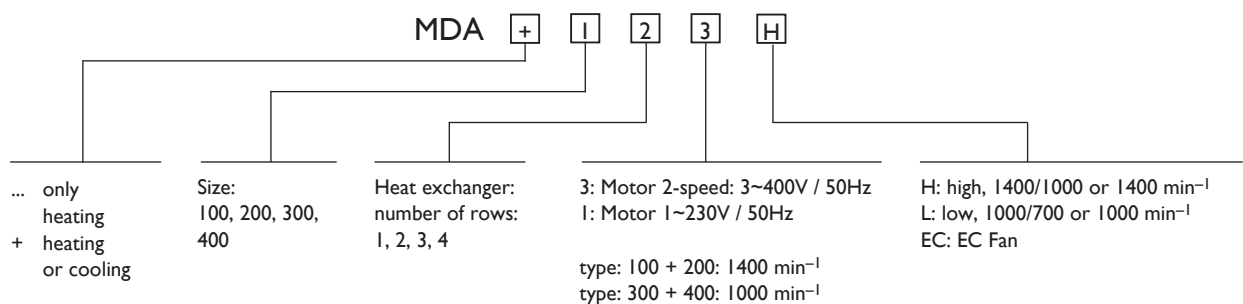 MDA + 1 2 3 H
... only
heating
+ heating
or cooling
Size:
100, 200, 300,
400
Heat exchanger:
number of rows:
1, 2, 3, 4
3: Motor 2-speed: 3~400V / 50Hz
1: Motor 1~230V / 50Hz
type: 100 + 200: 1400 min⁻¹
type: 300 + 400: 1000 min⁻¹
H: high, 1400/1000 or 1400 min⁻¹
L: low, 1000/700 or 1000 min⁻¹
EC: EC Fan